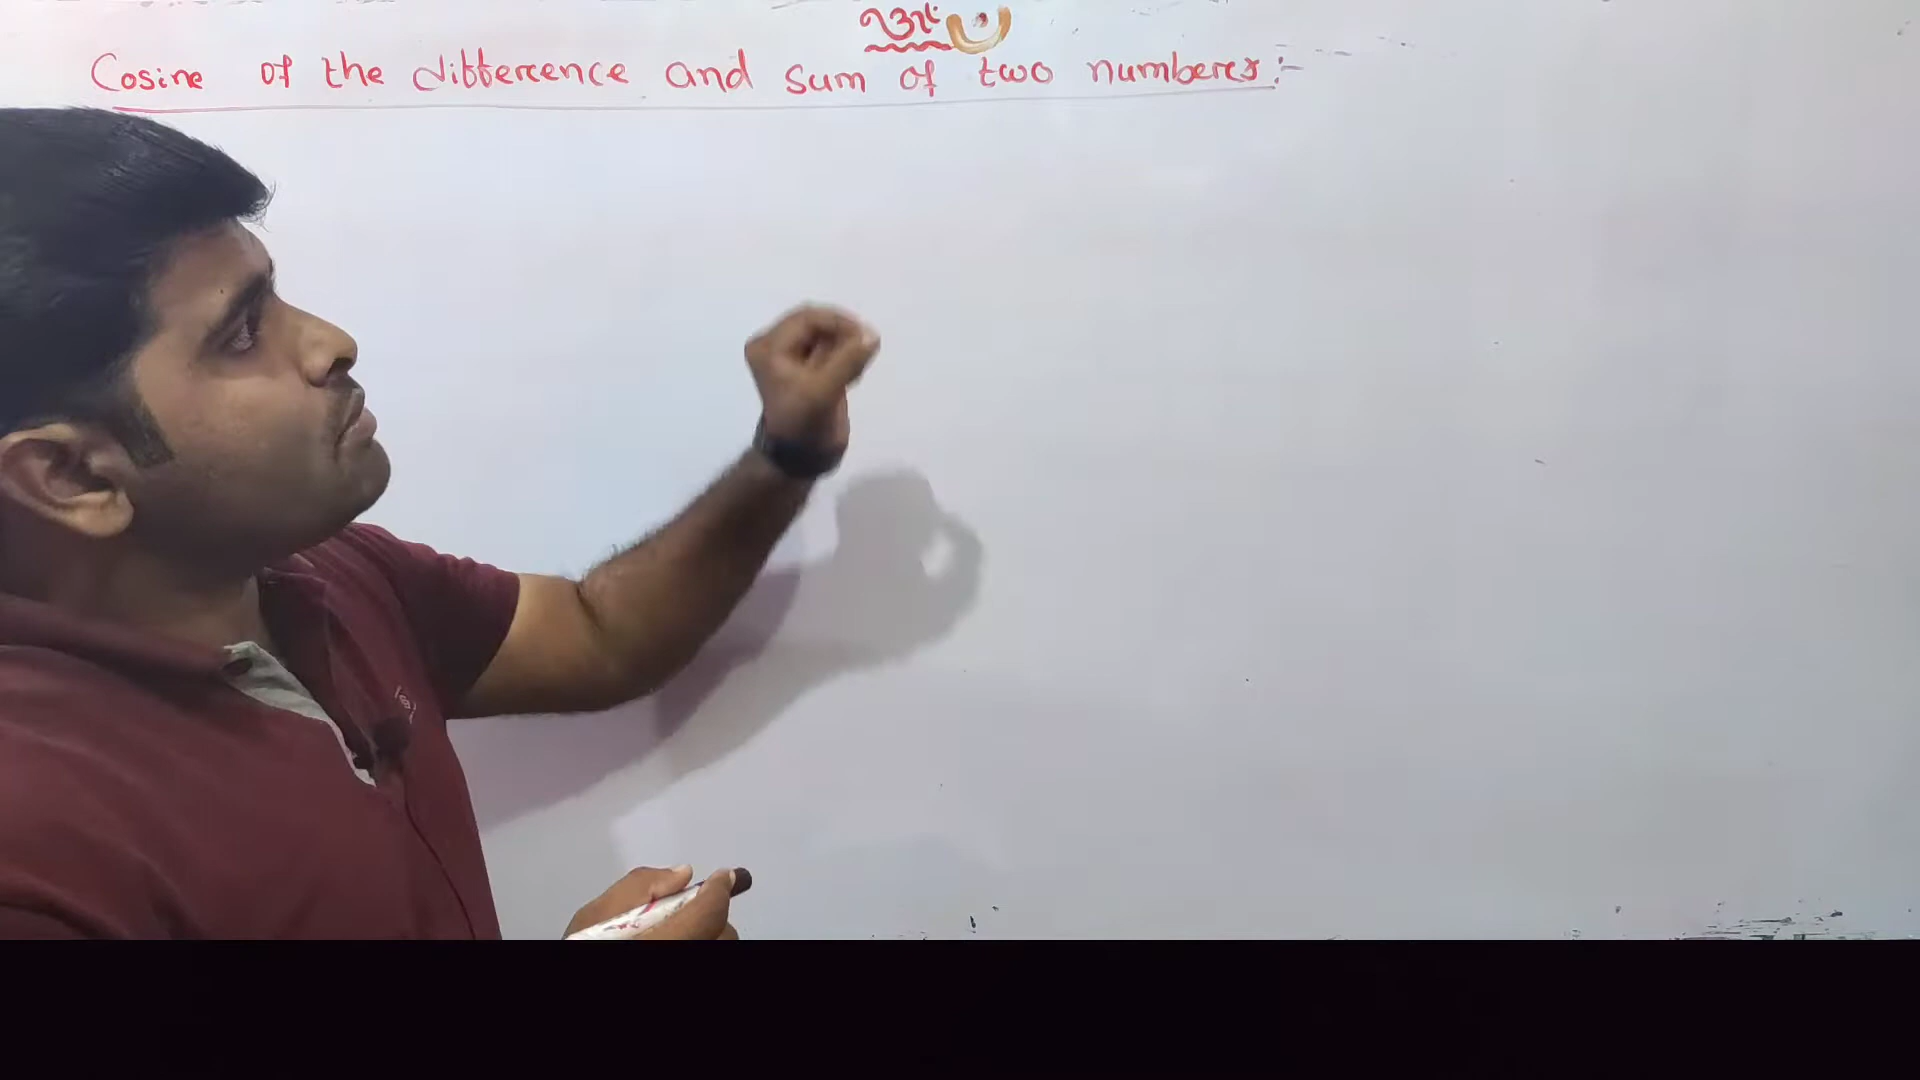 Cosine of the difference and sum of two numbers :-